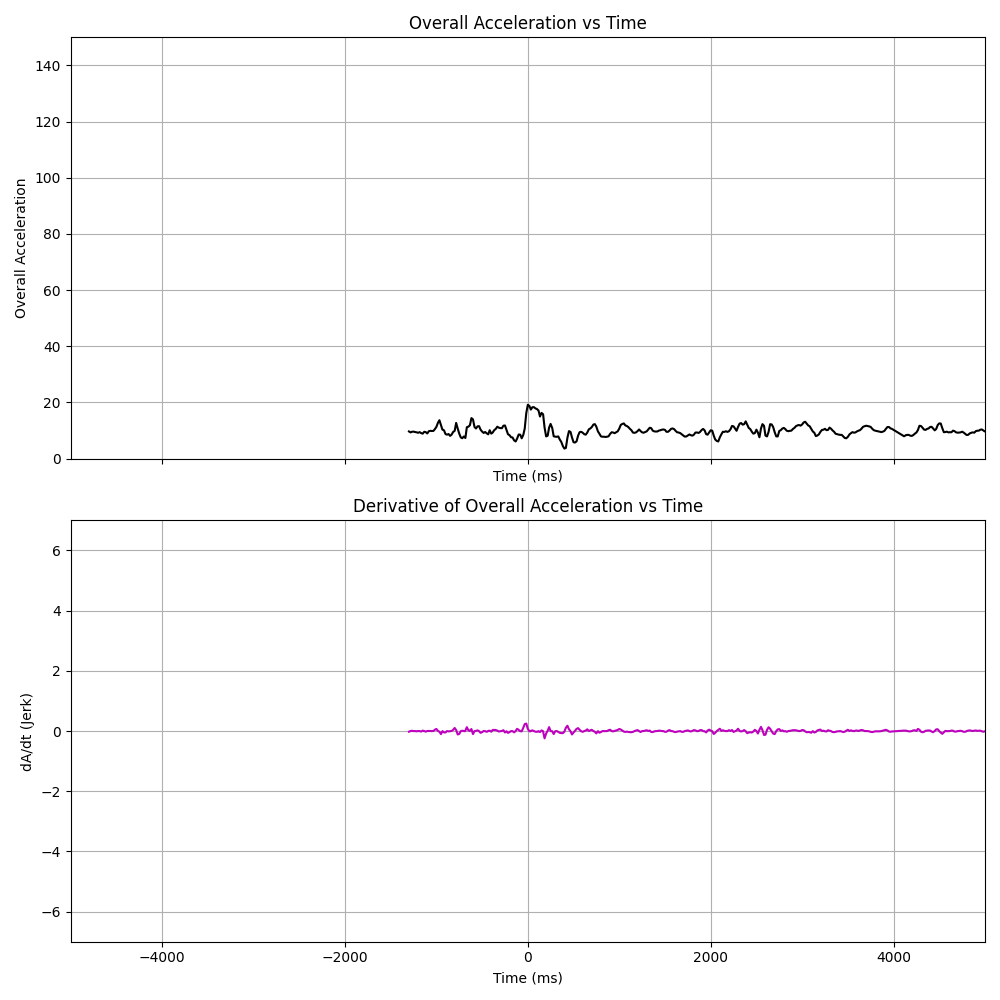 Overall Acceleration vs Time
140
120
100
80
60
40
20
0
Overall Acceleration
Time (ms)
Derivative of Overall Acceleration vs Time
6
4
2
0
−2
−4
−6
dA/dt (Jerk)
−4000 −2000 0 2000 4000
Time (ms)